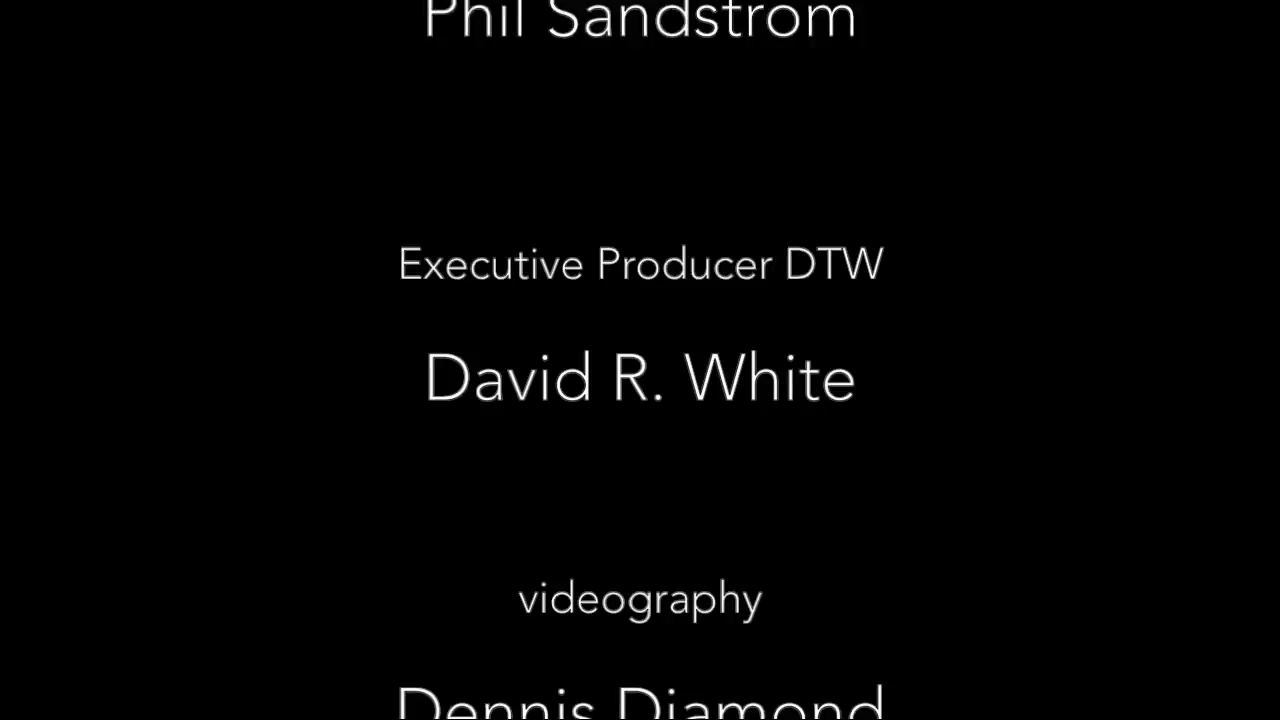 Phil Sandstrom
Executive Producer DTW
David R. White
videography
Dennis Diamond